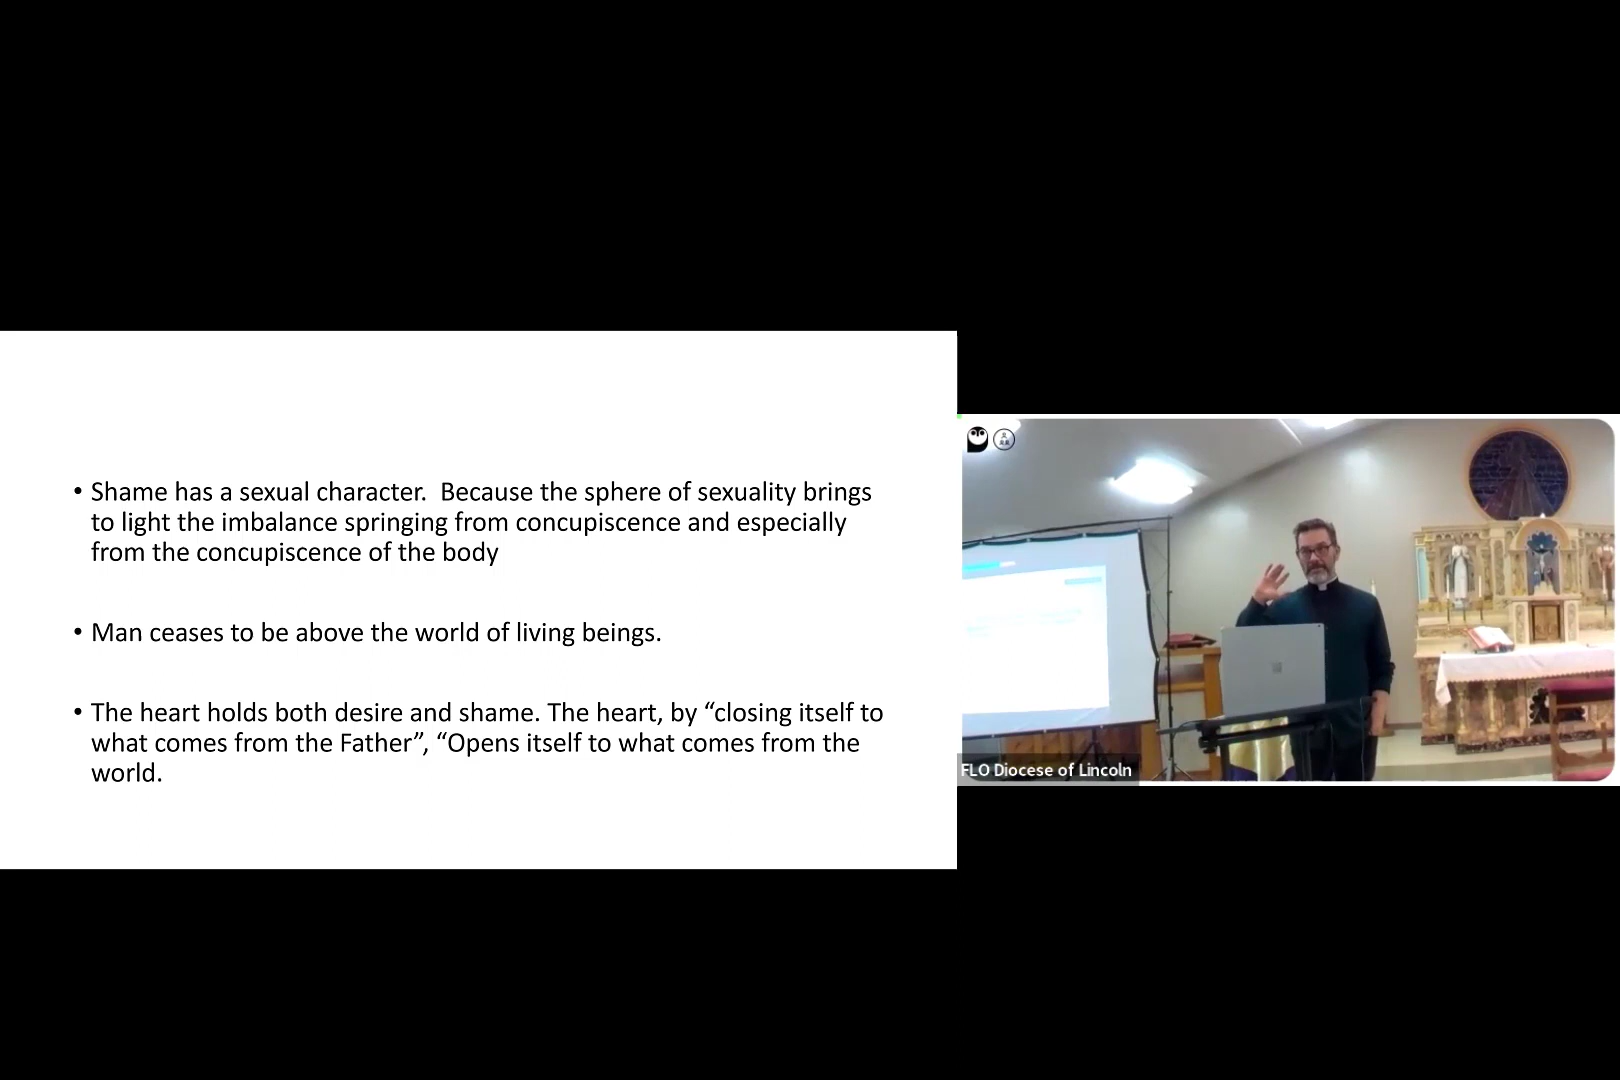 • Shame has a sexual character.  Because the sphere of sexuality brings
to light the imbalance springing from concupiscence and especially
from the concupiscence of the body
• Man ceases to be above the world of living beings.
• The heart holds both desire and shame. The heart, by “closing itself to
what comes from the Father”, “Opens itself to what comes from the
world.
FLO Diocese of Lincoln